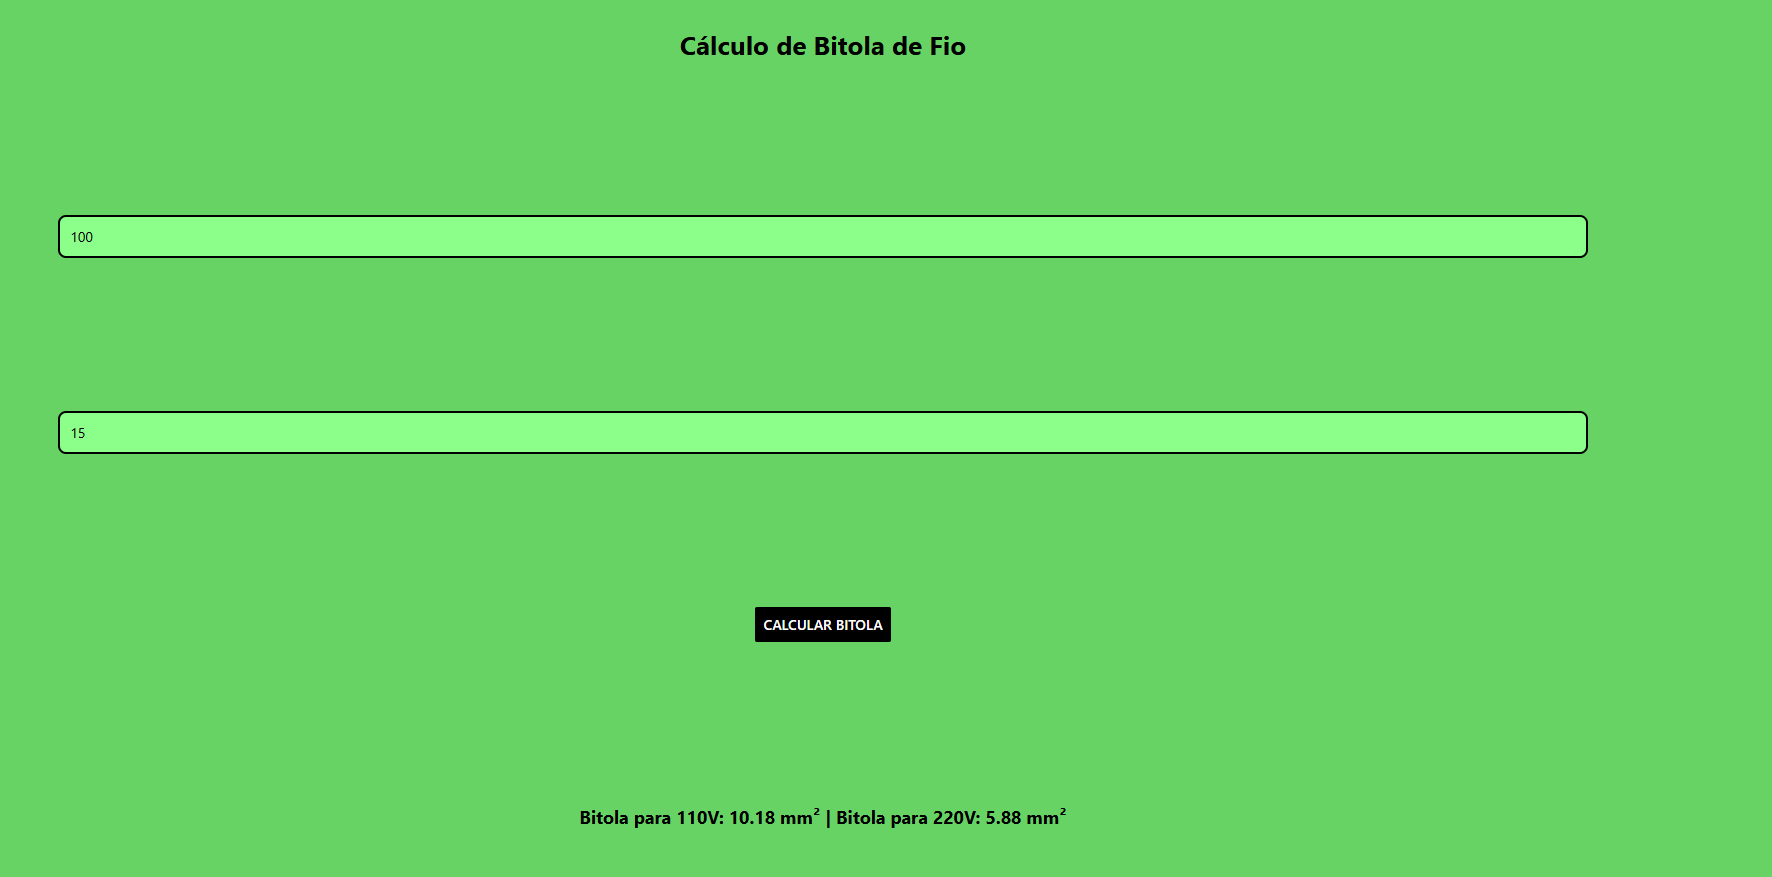 Cálculo de Bitola de Fio
100
15
CALCULAR BITOLA
Bitola para 110V: 10.18 mm² | Bitola para 220V: 5.88 mm²